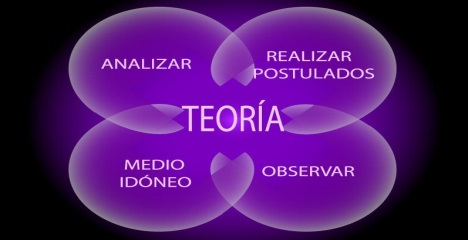 ANALIZAR
REALIZAR
POSTULADOS
TEORÍA
MEDIO
IDÓNEO
OBSERVAR